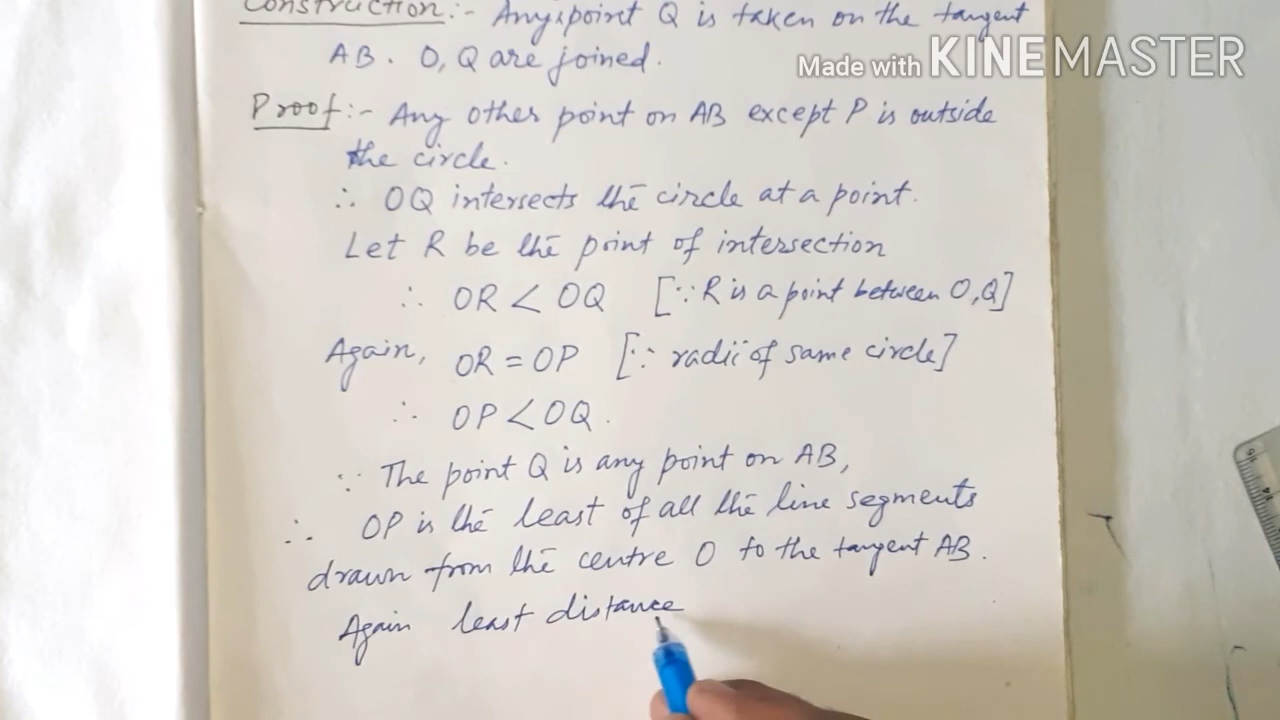 Construction:- Any point Q is taken on the tangent
AB. O, Q are joined.
Made with KINEMASTER
Proof:- Any other point on AB except P is outside
the circle.
∴ OQ intersects the circle at a point.
Let R be the point of intersection
∴ OR < OQ [∵ R is a point between O, Q]
Again, OR = OP [∵ radii of same circle]
∴ OP < OQ.
∵ The point Q is any point on AB,
∴ OP is the least of all the line segments
drawn from the centre O to the tangent AB.
Again least distance